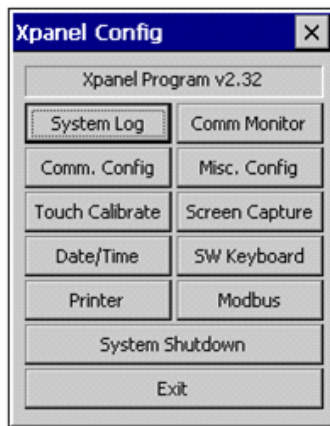 Xpanel Config
Xpanel Program v2.32
System Log Comm Monitor
Comm. Config Misc. Config
Touch Calibrate Screen Capture
Date/Time SW Keyboard
Printer Modbus
System Shutdown
Exit